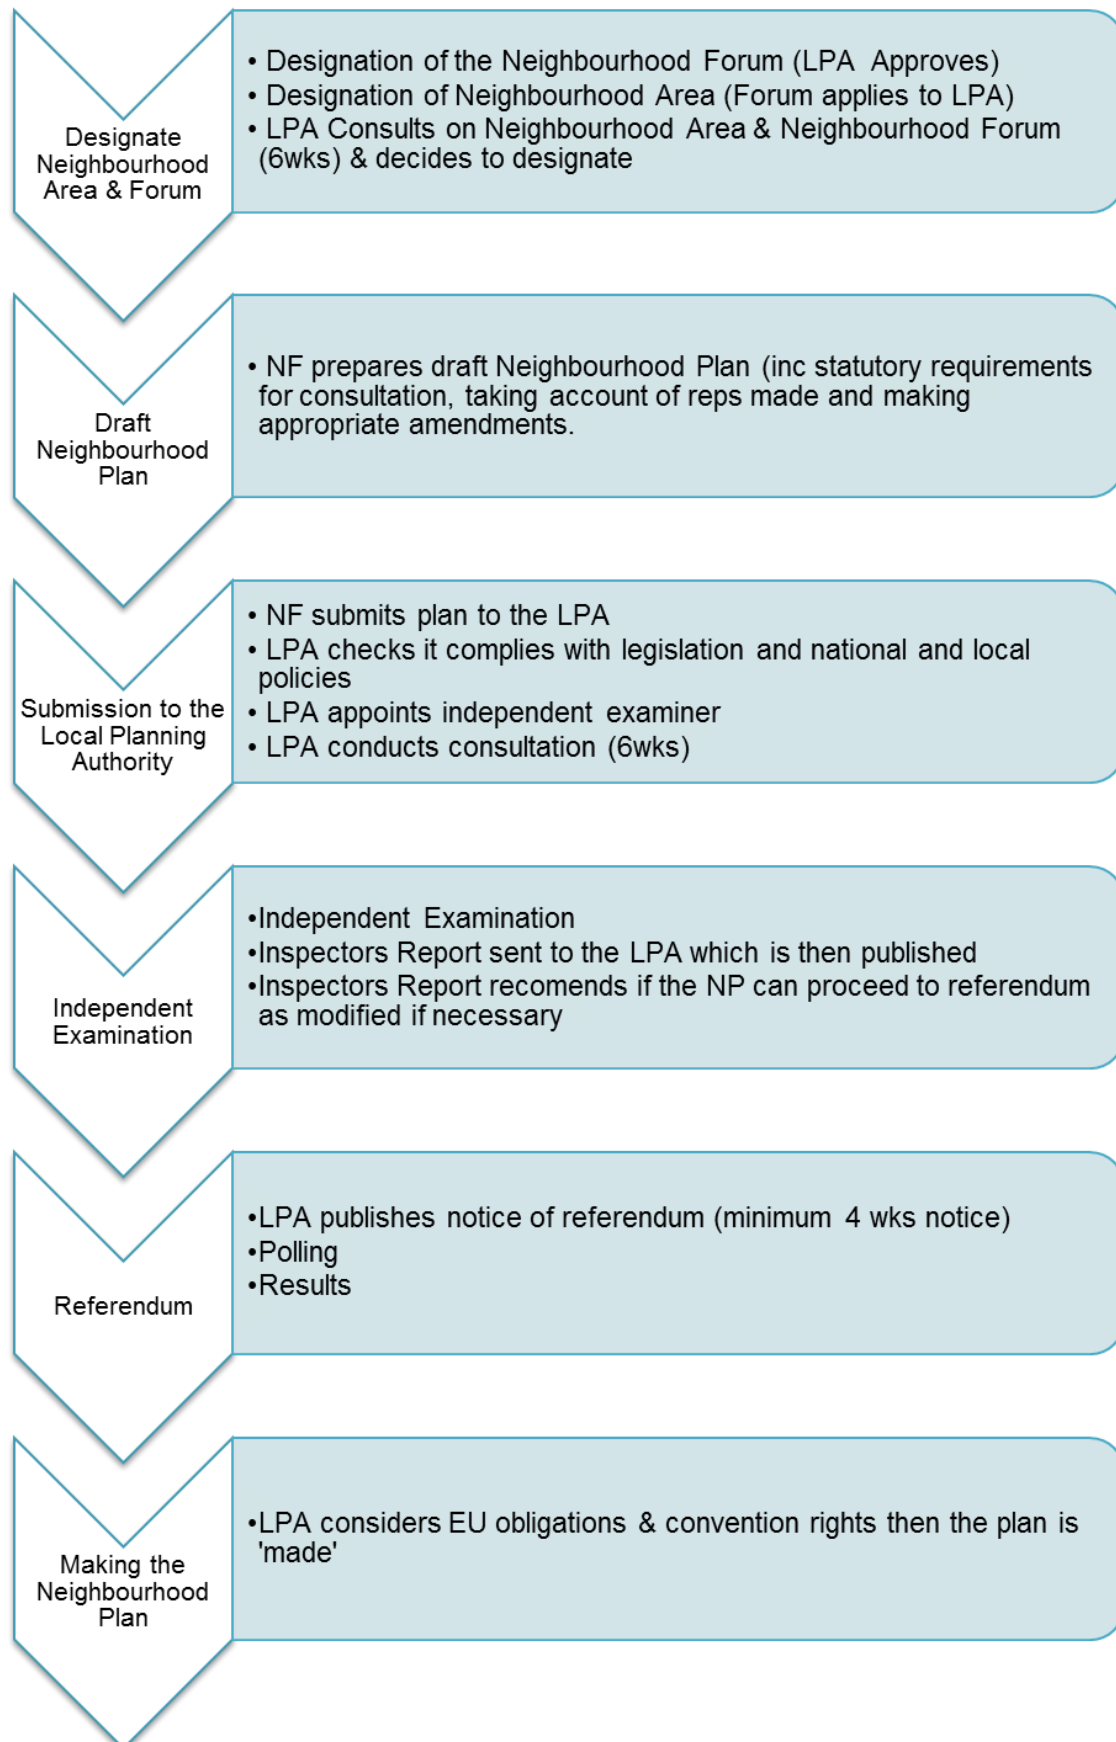 Designate
Neighbourhood
Area & Forum
• Designation of the Neighbourhood Forum (LPA Approves)
• Designation of Neighbourhood Area (Forum applies to LPA)
• LPA Consults on Neighbourhood Area & Neighbourhood Forum
(6wks) & decides to designate
Draft
Neighbourhood
Plan
• NF prepares draft Neighbourhood Plan (inc statutory requirements
for consultation, taking account of reps made and making
appropriate amendments.
Submission to the
Local Planning
Authority
• NF submits plan to the LPA
• LPA checks it complies with legislation and national and local
policies
• LPA appoints independent examiner
• LPA conducts consultation (6wks)
Independent
Examination
•Independent Examination
•Inspectors Report sent to the LPA which is then published
•Inspectors Report recomends if the NP can proceed to referendum
as modified if necessary
Referendum
•LPA publishes notice of referendum (minimum 4 wks notice)
•Polling
•Results
Making the
Neighbourhood
Plan
•LPA considers EU obligations & convention rights then the plan is
'made'